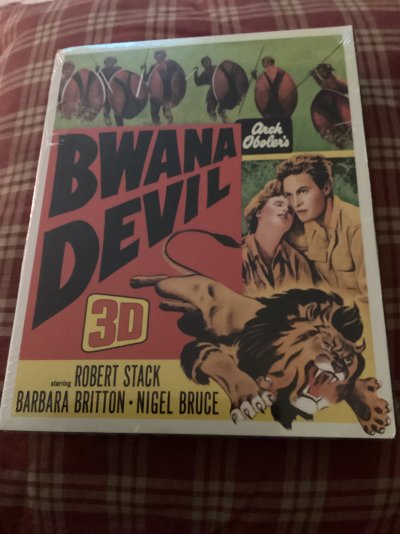 Arch
Oboler's
BWANA
DEVIL
3D
starring ROBERT STACK
BARBARA BRITTON • NIGEL BRUCE